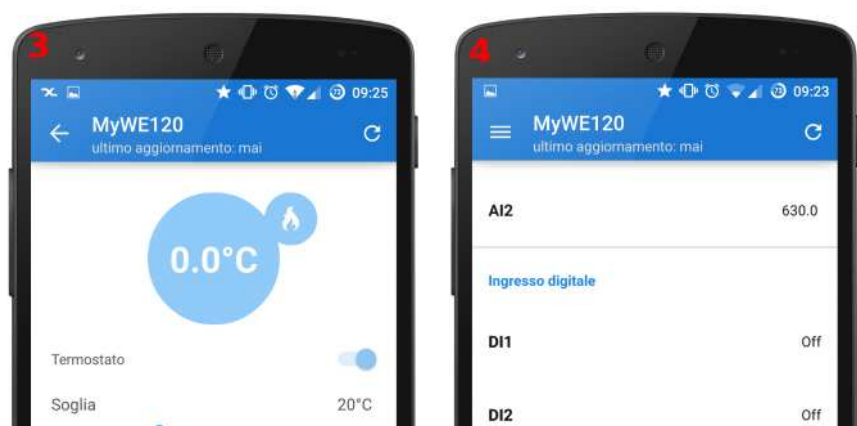 3
09:25
MyWE120
ultimo aggiornamento: mai
0.0°C
Termostato
Soglia 20°C
4
09:23
MyWE120
ultimo aggiornamento: mai
AI2 630.0
Ingresso digitale
DI1 Off
DI2 Off